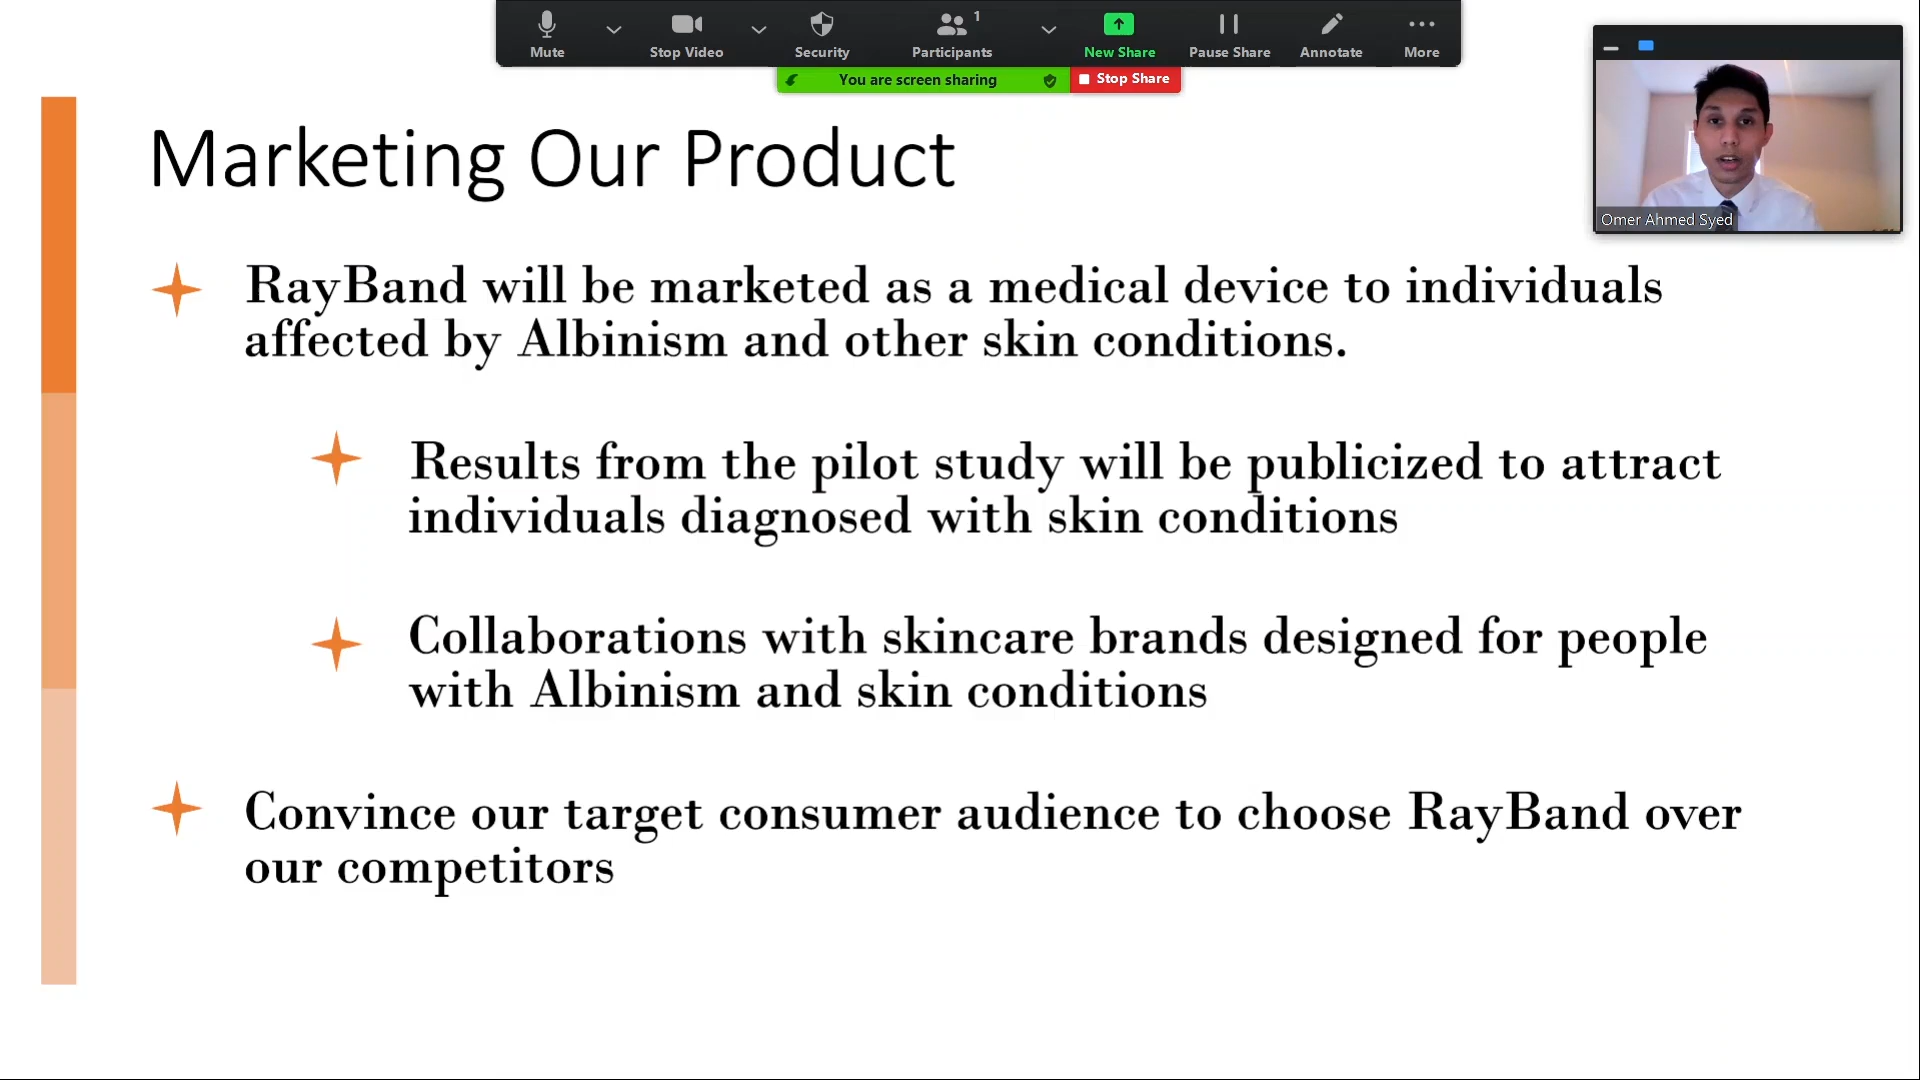 Mute
Stop Video
Security
Participants
1
New Share
Pause Share
Annotate
More
You are screen sharing
Stop Share
Omer Ahmed Syed
Marketing Our Product
RayBand will be marketed as a medical device to individuals
affected by Albinism and other skin conditions.
Results from the pilot study will be publicized to attract
individuals diagnosed with skin conditions
Collaborations with skincare brands designed for people
with Albinism and skin conditions
Convince our target consumer audience to choose RayBand over
our competitors